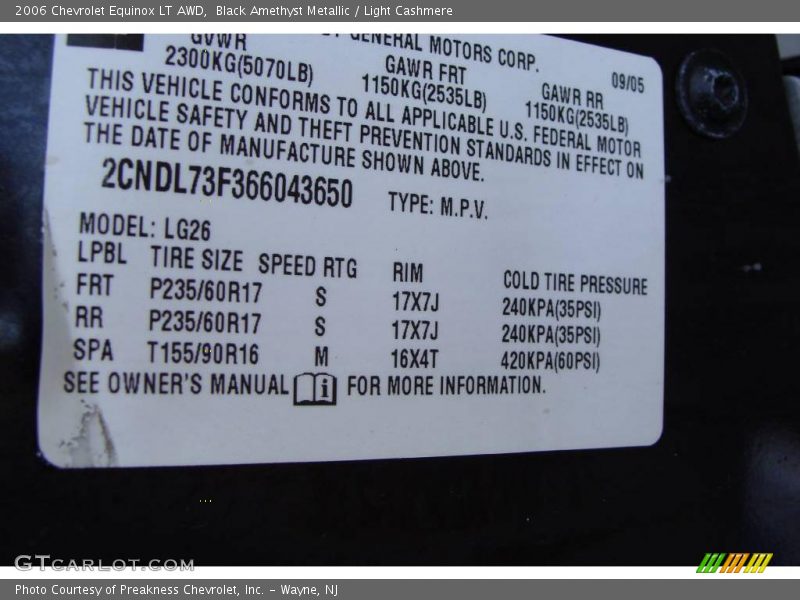 2006 Chevrolet Equinox LT AWD, Black Amethyst Metallic / Light Cashmere
GENERAL MOTORS CORP.
GVWR GAWR FRT GAWR RR 09/05
2300KG(5070LB) 1150KG(2535LB) 1150KG(2535LB)
THIS VEHICLE CONFORMS TO ALL APPLICABLE U.S. FEDERAL MOTOR
VEHICLE SAFETY AND THEFT PREVENTION STANDARDS IN EFFECT ON
THE DATE OF MANUFACTURE SHOWN ABOVE.
2CNDL73F366043650 TYPE: M.P.V.
MODEL: LG26
LPBL TIRE SIZE SPEED RTG RIM COLD TIRE PRESSURE
FRT P235/60R17 S 17X7J 240KPA(35PSI)
RR P235/60R17 S 17X7J 240KPA(35PSI)
SPA T155/90R16 M 16X4T 420KPA(60PSI)
SEE OWNER'S MANUAL i FOR MORE INFORMATION.
GTcarlot.com
Photo Courtesy of Preakness Chevrolet, Inc. - Wayne, NJ